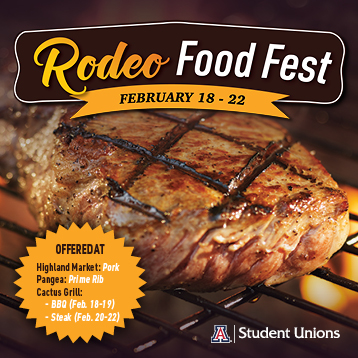 Rodeo Food Fest
FEBRUARY 18 - 22
OFFEREDAT
Highland Market: Pork
Pangea: Prime Rib
Cactus Grill:
- BBQ (Feb. 18-19)
- Steak (Feb. 20-22)
A Student Unions